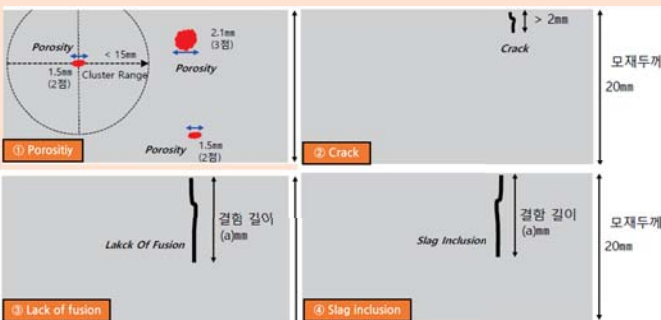 Porosity
< 15mm
1.5mm
(2점)
Cluster Range
2.1mm
(3점)
Porosity
Porosity
1.5mm
(2점)
① Porositiy
> 2mm
Crack
② Crack
모재두께
20mm
결함 길이
(a)mm
Lakck Of Fusion
③ Lack of fusion
결함 길이
(a)mm
Slag Inclusion
④ Slag inclusion
모재두께
20mm